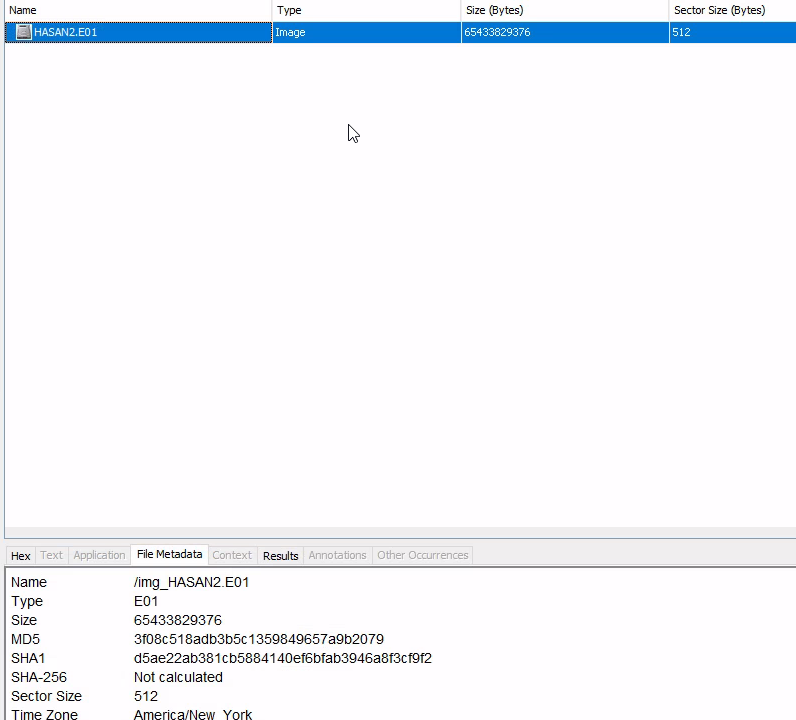 Name Type Size (Bytes) Sector Size (Bytes)
HASAN2.E01 Image 65433829376 512
Hex Text Application File Metadata Context Results Annotations Other Occurrences
Name /img_HASAN2.E01
Type E01
Size 65433829376
MD5 3f08c518adb3b5c1359849657a9b2079
SHA1 d5ae22ab381cb5884140ef6bfab3946a8f3cf9f2
SHA-256 Not calculated
Sector Size 512
Time Zone America/New_York